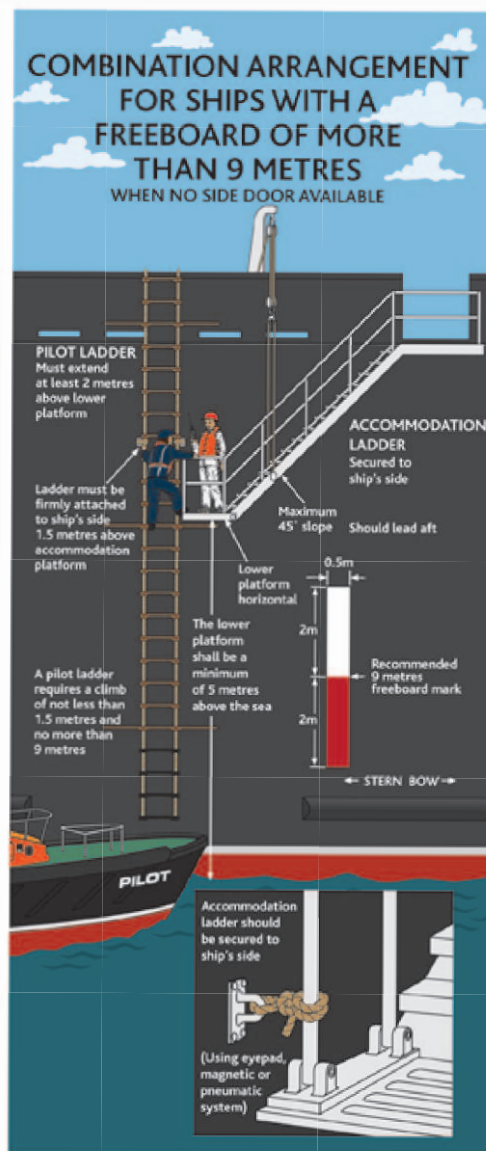 COMBINATION ARRANGEMENT
FOR SHIPS WITH A
FREEBOARD OF MORE
THAN 9 METRES
WHEN NO SIDE DOOR AVAILABLE
PILOT LADDER
Must extend
at least 2 metres
above lower
platform
ACCOMMODATION
LADDER
Secured to
ship's side
Ladder must be
firmly attached
to ship's side
1.5 metres above
accommodation
platform
Maximum
45° slope
Should lead aft
Lower
platform
horizontal
0.5m
2m
The lower
platform
shall be a
minimum
of 5 metres
above the sea
Recommended
9 metres
freeboard mark
A pilot ladder
requires a climb
of not less than
1.5 metres and
no more than
9 metres
2m
STERN BOW
PILOT
Accommodation
ladder should
be secured to
ship's side
(Using eyepad,
magnetic or
pneumatic
system)